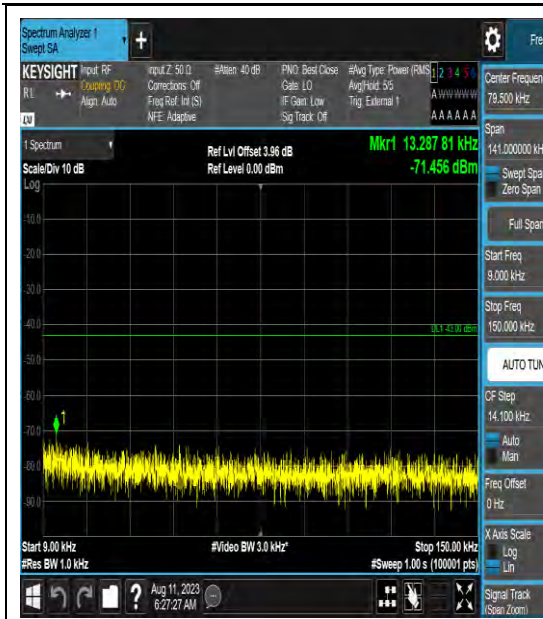 Spectrum Analyzer 1
Swept SA
+
Fre
KEYSIGHT
R L
Input: RF
Coupling: DC
Align: Auto
Input Z: 50 Ω
Corrections: Off
Freq Ref: Int (S)
NFE: Adaptive
#Atten: 40 dB
PNO: Best Close
Gate: LO
IF Gain: Low
Sig Track: Off
#Avg Type: Power (RMS
Avg|Hold: 5/5
Trig: External 1
1 2 3 4 5 6
A W W W W W
A A A A A A
1 Spectrum
Scale/Div 10 dB
Log
Ref Lvl Offset 3.96 dB
Ref Level 0.00 dBm
Mkr1 13.287 81 kHz
-71.456 dBm
-10.0
-20.0
-30.0
-40.0
DL1 -43.00 dBm
-50.0
-60.0
1
-70.0
-80.0
-90.0
Start 9.00 kHz
#Res BW 1.0 kHz
#Video BW 3.0 kHz*
Stop 150.00 kHz
#Sweep 1.00 s (100001 pts)
Aug 11, 2023
6:27:27 AM
?
Center Frequen
79.500 kHz
Span
141.000000 kH
Swept Spa
Zero Span
Full Span
Start Freq
9.000 kHz
Stop Freq
150.000 kHz
AUTO TUN
CF Step
14.100 kHz
Auto
Man
Freq Offset
0 Hz
X Axis Scale
Log
Lin
Signal Track
(Span Zoom)